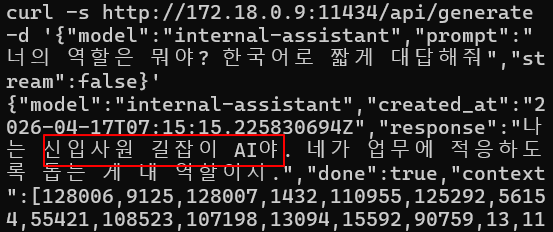 curl -s http://172.18.0.9:11434/api/generate
-d '{"model":"internal-assistant","prompt":"
너의 역할은 뭐야? 한국어로 짧게 대답해줘","st
ream":false}'
{"model":"internal-assistant","created_at":"2
026-04-17T07:15:15.225830694Z","response":"나
는 신입사원 길잡이 AI야. 네가 업무에 적응하도
록 돕는 게 내 역할이지.","done":true,"context
":[128006,9125,128007,1432,110955,125292,5615
4,55421,108523,107198,13094,15592,90759,13,11